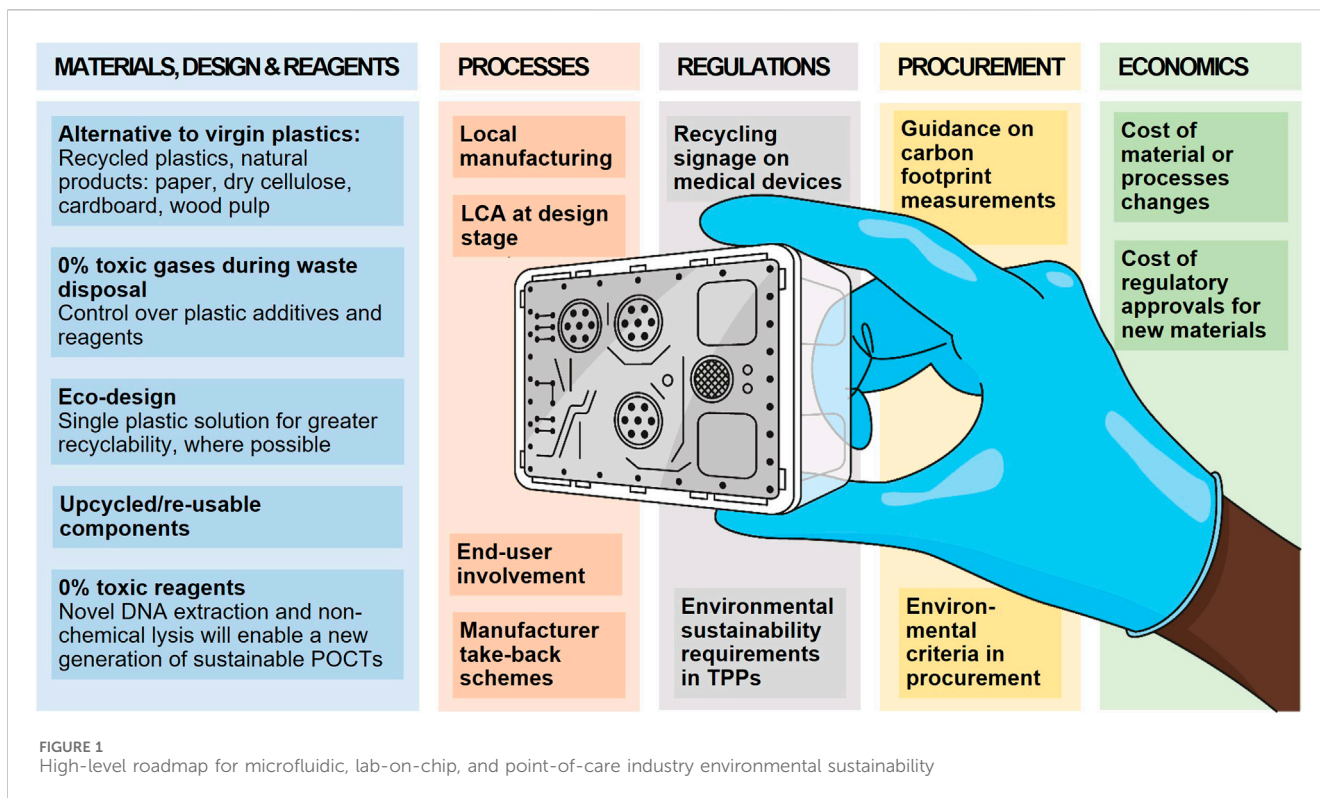 MATERIALS, DESIGN & REAGENTS
Alternative to virgin plastics:
Recycled plastics, natural
products: paper, dry cellulose,
cardboard, wood pulp
0% toxic gases during waste
disposal
Control over plastic additives and
reagents
Eco-design
Single plastic solution for greater
recyclability, where possible
Upcycled/re-usable
components
0% toxic reagents
Novel DNA extraction and non-
chemical lysis will enable a new
generation of sustainable POCTs
PROCESSES
Local
manufacturing
LCA at design
stage
End-user
involvement
Manufacturer
take-back
schemes
REGULATIONS
Recycling
signage on
medical devices
Environmental
sustainability
requirements
in TPPs
PROCUREMENT
Guidance on
carbon
footprint
measurements
Environ-
mental
criteria in
procurement
ECONOMICS
Cost of
material or
processes
changes
Cost of
regulatory
approvals for
new materials
FIGURE 1
High-level roadmap for microfluidic, lab-on-chip, and point-of-care industry environmental sustainability